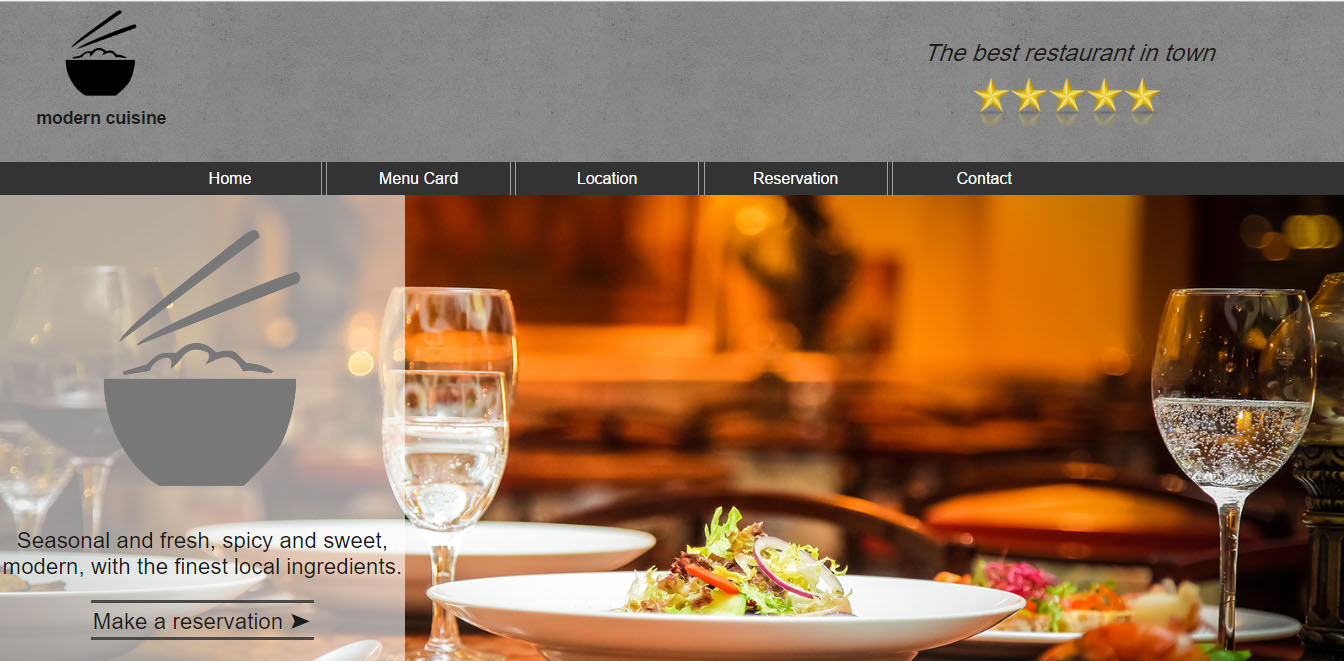 modern cuisine
The best restaurant in town
Home
Menu Card
Location
Reservation
Contact
Seasonal and fresh, spicy and sweet,
modern, with the finest local ingredients.
Make a reservation ➤